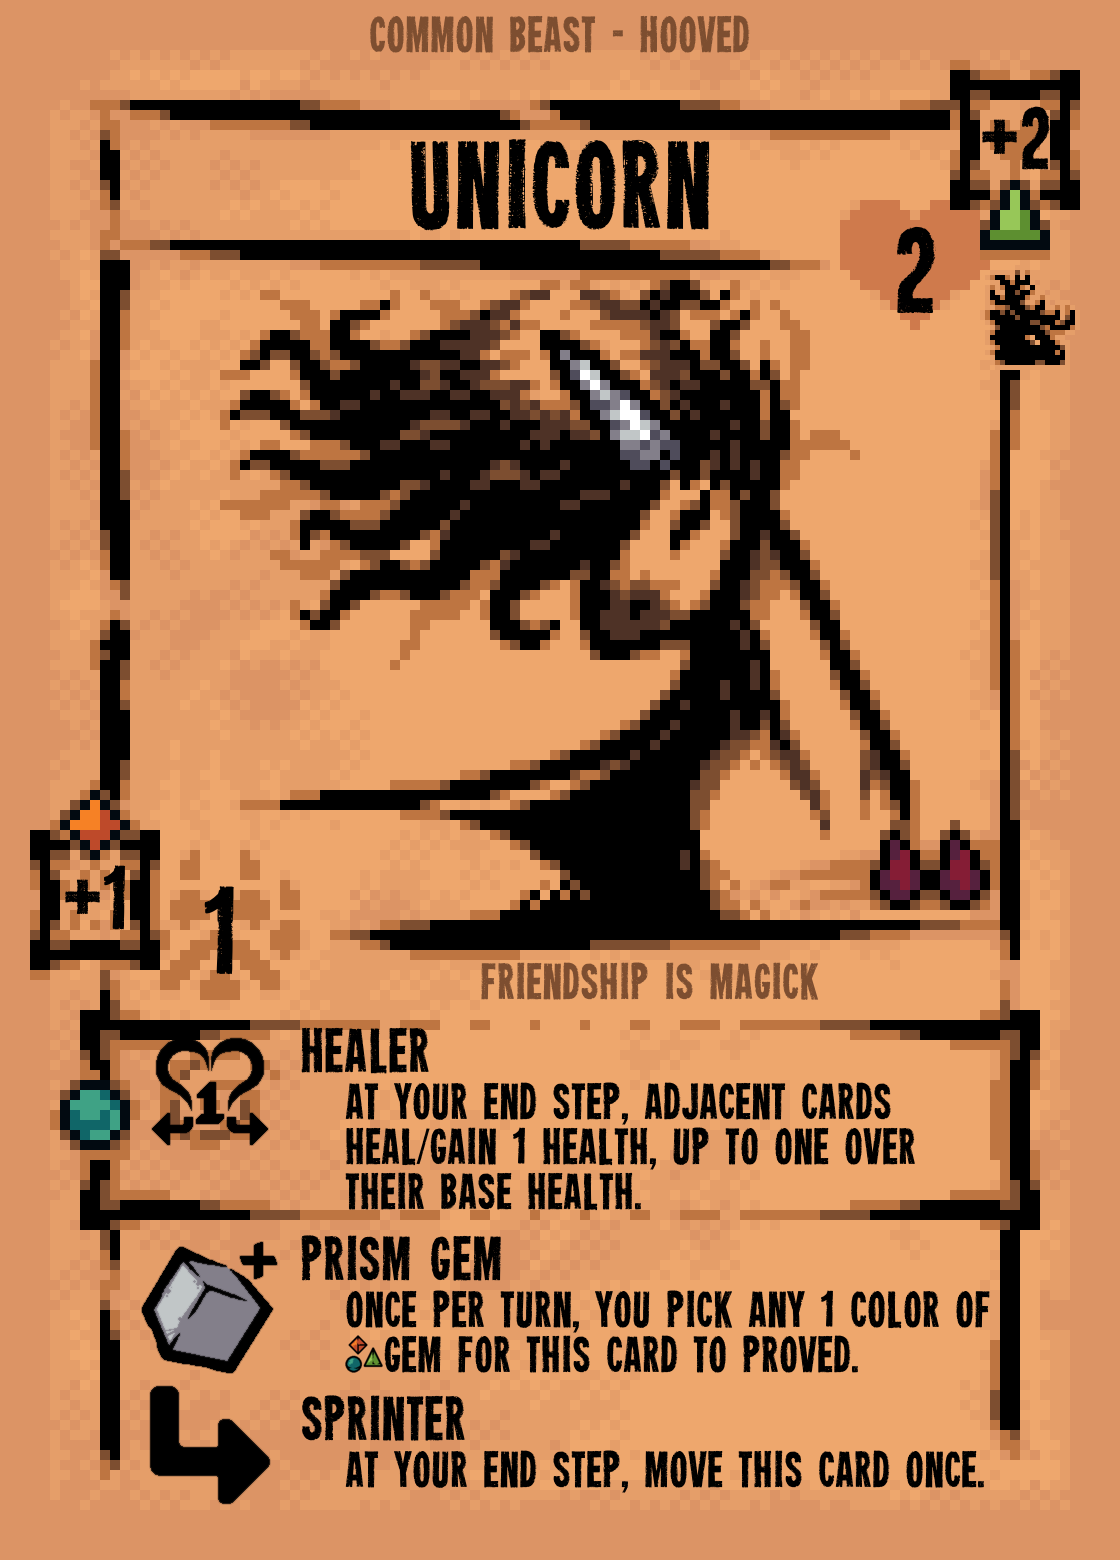 COMMON BEAST - HOOVED
UNICORN
+2
2
+1
1
FRIENDSHIP IS MAGICK
HEALER
1
AT YOUR END STEP, ADJACENT CARDS
HEAL/GAIN 1 HEALTH, UP TO ONE OVER
THEIR BASE HEALTH.
+
PRISM GEM
ONCE PER TURN, YOU PICK ANY 1 COLOR OF
GEM FOR THIS CARD TO PROVED.
SPRINTER
AT YOUR END STEP, MOVE THIS CARD ONCE.